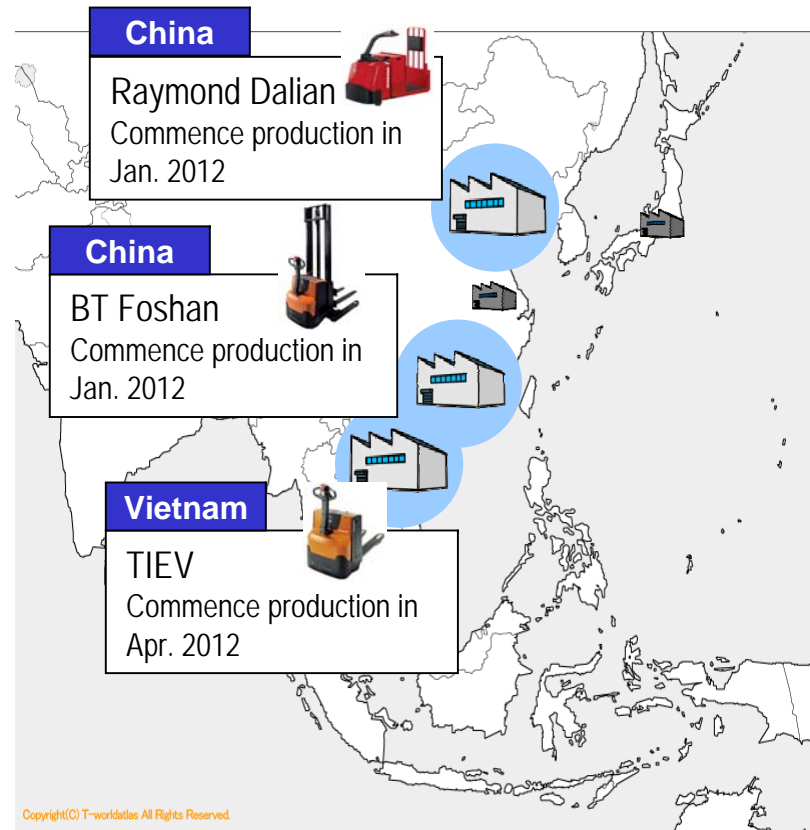 China
Raymond Dalian
Commence production in
Jan. 2012
China
BT Foshan
Commence production in
Jan. 2012
Vietnam
TIEV
Commence production in
Apr. 2012
Copyright(C) T-worldatlas All Rights Reserved.